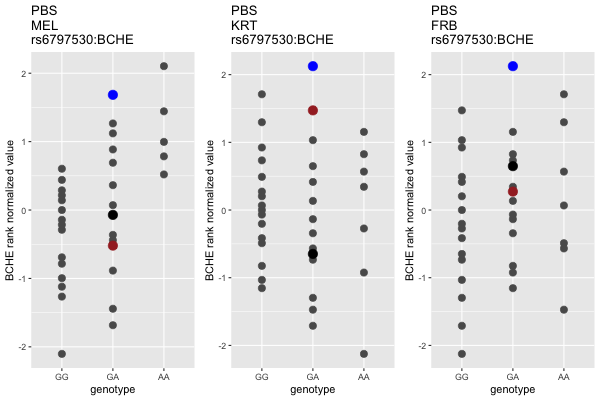 PBS
MEL
rs6797530:BCHE
BCHE rank normalized value
2
1
0
-1
-2
GG
GA
AA
genotype
PBS
KRT
rs6797530:BCHE
BCHE rank normalized value
2
1
0
-1
-2
GG
GA
AA
genotype
PBS
FRB
rs6797530:BCHE
BCHE rank normalized value
2
1
0
-1
-2
GG
GA
AA
genotype